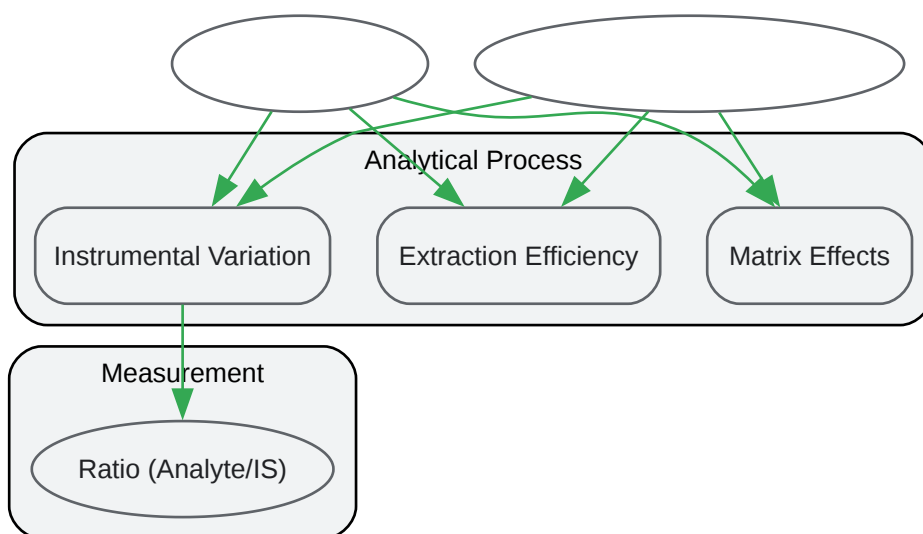 Analytical Process
Instrumental Variation
Extraction Efficiency
Matrix Effects
Measurement
Ratio (Analyte/IS)